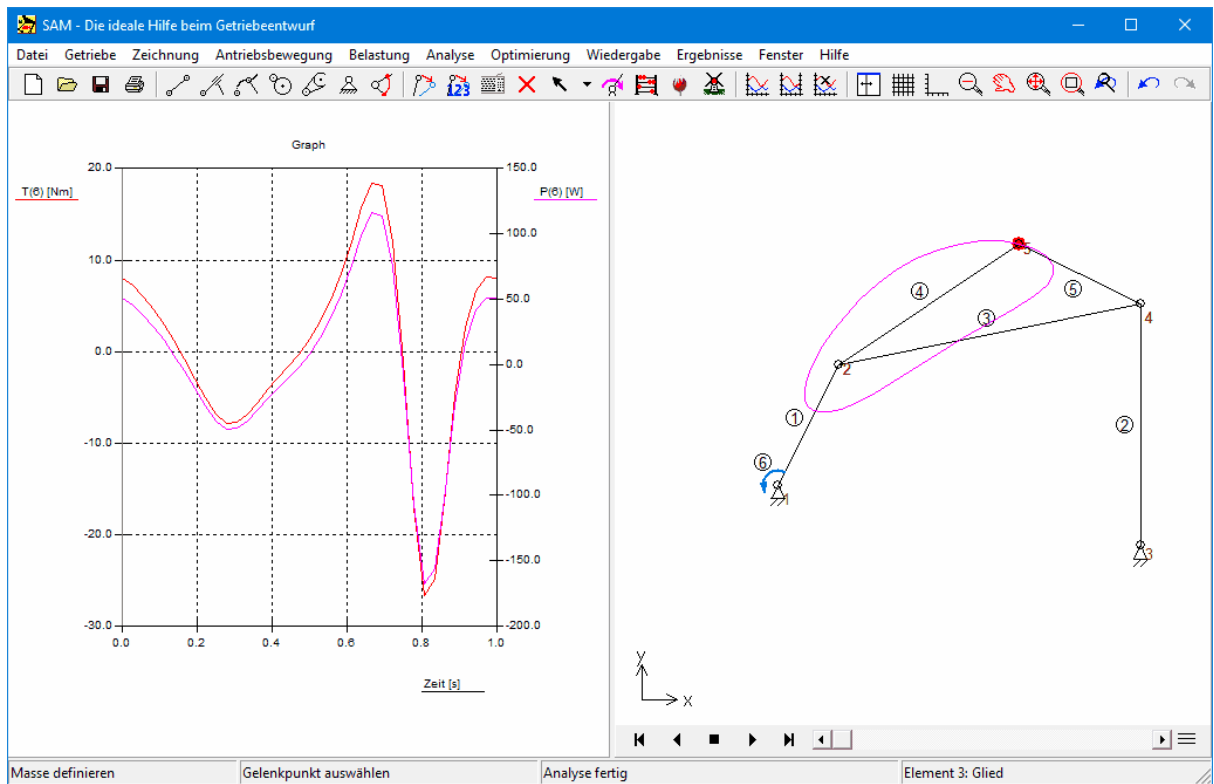 SAM - Die ideale Hilfe beim Getriebeentwurf
Datei Getriebe Zeichnung Antriebsbewegung Belastung Analyse Optimierung Wiedergabe Ergebnisse Fenster Hilfe
123
Graph
20.0 150.0
T(6) [Nm] P(6) [W]
100.0
10.0
50.0
0.0 0.0
-50.0
-10.0
-100.0
-20.0
-150.0
-30.0 -200.0
0.0 0.2 0.4 0.6 0.8 1.0
Zeit [s]
5
4 5
3 4
2
1 2
6
1
3
y
x
Masse definieren Gelenkpunkt auswählen Analyse fertig Element 3: Glied